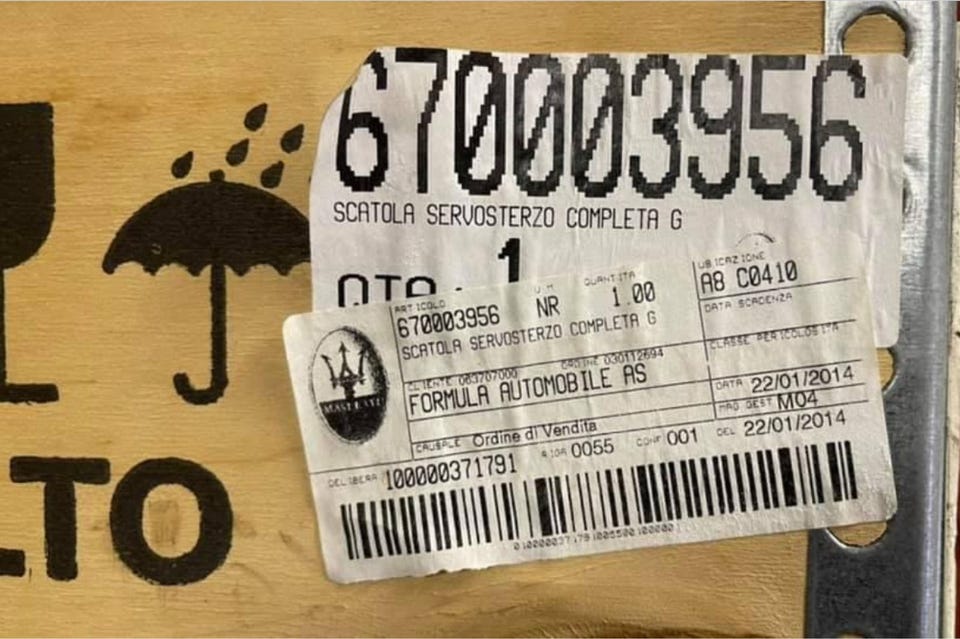 670003956
SCATOLA SERVOSTERZO COMPLETA G
QTA. 1
ARTICOLO U.M QUANTITA UBICAZIONE
670003956 NR 1.00 A8 C0410
SCATOLA SERVOSTERZO COMPLETA G DATA SCADENZA
CLIENTE 063707000 ORDINE 030112694 CLASSE PERICOLOSITA
FORMULA AUTOMOBILE AS DATA 22/01/2014
MASERATI
MAG GEST M04
CAUSALE Ordine di Vendita RIGA 0055 CONF 001 DEL 22/01/2014
DELIBERA 100000371791
LTO